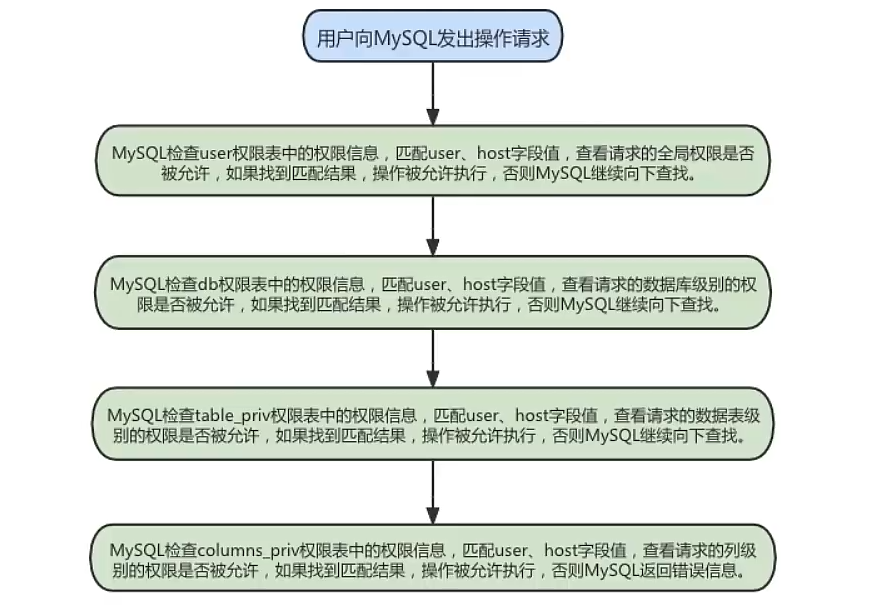 用户向MySQL发出操作请求
MySQL检查user权限表中的权限信息，匹配user、host字段值，查看请求的全局权限是否
被允许，如果找到匹配结果，操作被允许执行，否则MySQL继续向下查找。
MySQL检查db权限表中的权限信息，匹配user、host字段值，查看请求的数据库级别的权
限是否被允许，如果找到匹配结果，操作被允许执行，否则MySQL继续向下查找。
MySQL检查table_priv权限表中的权限信息，匹配user、host字段值，查看请求的数据表级
别的权限是否被允许，如果找到匹配结果，操作被允许执行，否则MySQL继续向下查找。
MySQL检查columns_priv权限表中的权限信息，匹配user、host字段值，查看请求的列级
别的权限是否被允许，如果找到匹配结果，操作被允许执行，否则MySQL返回错误信息。